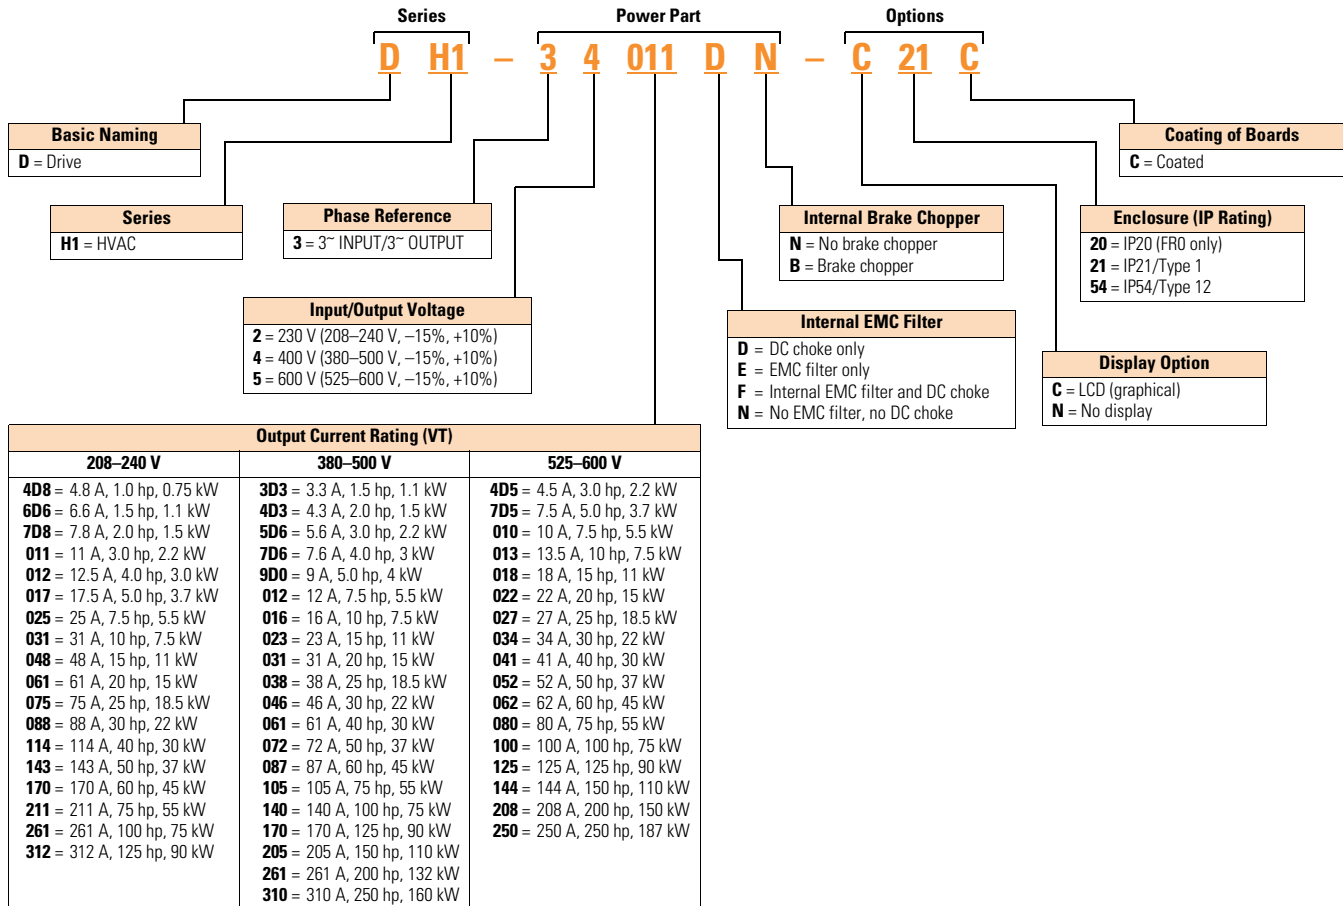 Series Power Part Options
D H1 – 3 4 011 D N – C 21 C
Basic Naming
D = Drive
Series
H1 = HVAC
Phase Reference
3 = 3~ INPUT/3~ OUTPUT
Input/Output Voltage
2 = 230 V (208–240 V, –15%, +10%)
4 = 400 V (380–500 V, –15%, +10%)
5 = 600 V (525–600 V, –15%, +10%)
Internal Brake Chopper
N = No brake chopper
B = Brake chopper
Internal EMC Filter
D = DC choke only
E = EMC filter only
F = Internal EMC filter and DC choke
N = No EMC filter, no DC choke
Coating of Boards
C = Coated
Enclosure (IP Rating)
20 = IP20 (FR0 only)
21 = IP21/Type 1
54 = IP54/Type 12
Display Option
C = LCD (graphical)
N = No display
Output Current Rating (VT)
208–240 V
4D8 = 4.8 A, 1.0 hp, 0.75 kW
6D6 = 6.6 A, 1.5 hp, 1.1 kW
7D8 = 7.8 A, 2.0 hp, 1.5 kW
011 = 11 A, 3.0 hp, 2.2 kW
012 = 12.5 A, 4.0 hp, 3.0 kW
017 = 17.5 A, 5.0 hp, 3.7 kW
025 = 25 A, 7.5 hp, 5.5 kW
031 = 31 A, 10 hp, 7.5 kW
048 = 48 A, 15 hp, 11 kW
061 = 61 A, 20 hp, 15 kW
075 = 75 A, 25 hp, 18.5 kW
088 = 88 A, 30 hp, 22 kW
114 = 114 A, 40 hp, 30 kW
143 = 143 A, 50 hp, 37 kW
170 = 170 A, 60 hp, 45 kW
211 = 211 A, 75 hp, 55 kW
261 = 261 A, 100 hp, 75 kW
312 = 312 A, 125 hp, 90 kW
380–500 V
3D3 = 3.3 A, 1.5 hp, 1.1 kW
4D3 = 4.3 A, 2.0 hp, 1.5 kW
5D6 = 5.6 A, 3.0 hp, 2.2 kW
7D6 = 7.6 A, 4.0 hp, 3 kW
9D0 = 9 A, 5.0 hp, 4 kW
012 = 12 A, 7.5 hp, 5.5 kW
016 = 16 A, 10 hp, 7.5 kW
023 = 23 A, 15 hp, 11 kW
031 = 31 A, 20 hp, 15 kW
038 = 38 A, 25 hp, 18.5 kW
046 = 46 A, 30 hp, 22 kW
061 = 61 A, 40 hp, 30 kW
072 = 72 A, 50 hp, 37 kW
087 = 87 A, 60 hp, 45 kW
105 = 105 A, 75 hp, 55 kW
140 = 140 A, 100 hp, 75 kW
170 = 170 A, 125 hp, 90 kW
205 = 205 A, 150 hp, 110 kW
261 = 261 A, 200 hp, 132 kW
310 = 310 A, 250 hp, 160 kW
525–600 V
4D5 = 4.5 A, 3.0 hp, 2.2 kW
7D5 = 7.5 A, 5.0 hp, 3.7 kW
010 = 10 A, 7.5 hp, 5.5 kW
013 = 13.5 A, 10 hp, 7.5 kW
018 = 18 A, 15 hp, 11 kW
022 = 22 A, 20 hp, 15 kW
027 = 27 A, 25 hp, 18.5 kW
034 = 34 A, 30 hp, 22 kW
041 = 41 A, 40 hp, 30 kW
052 = 52 A, 50 hp, 37 kW
062 = 62 A, 60 hp, 45 kW
080 = 80 A, 75 hp, 55 kW
100 = 100 A, 100 hp, 75 kW
125 = 125 A, 125 hp, 90 kW
144 = 144 A, 150 hp, 110 kW
208 = 208 A, 200 hp, 150 kW
250 = 250 A, 250 hp, 187 kW